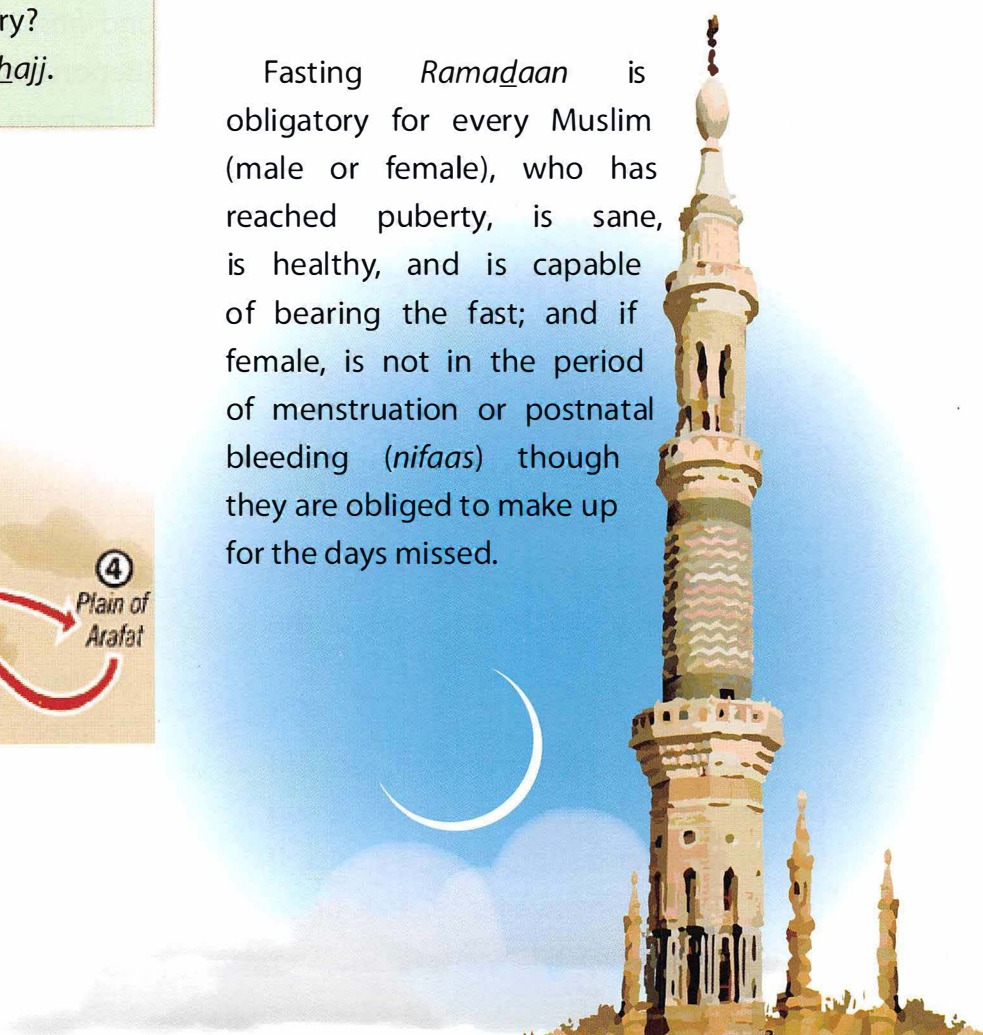 ry?
hajj.
Fasting Ramadaan is
obligatory for every Muslim
(male or female), who has
reached puberty, is sane,
is healthy, and is capable
of bearing the fast; and if
female, is not in the period
of menstruation or postnatal
bleeding (nifaas) though
they are obliged to make up
for the days missed.
④
Plain of
Arafat